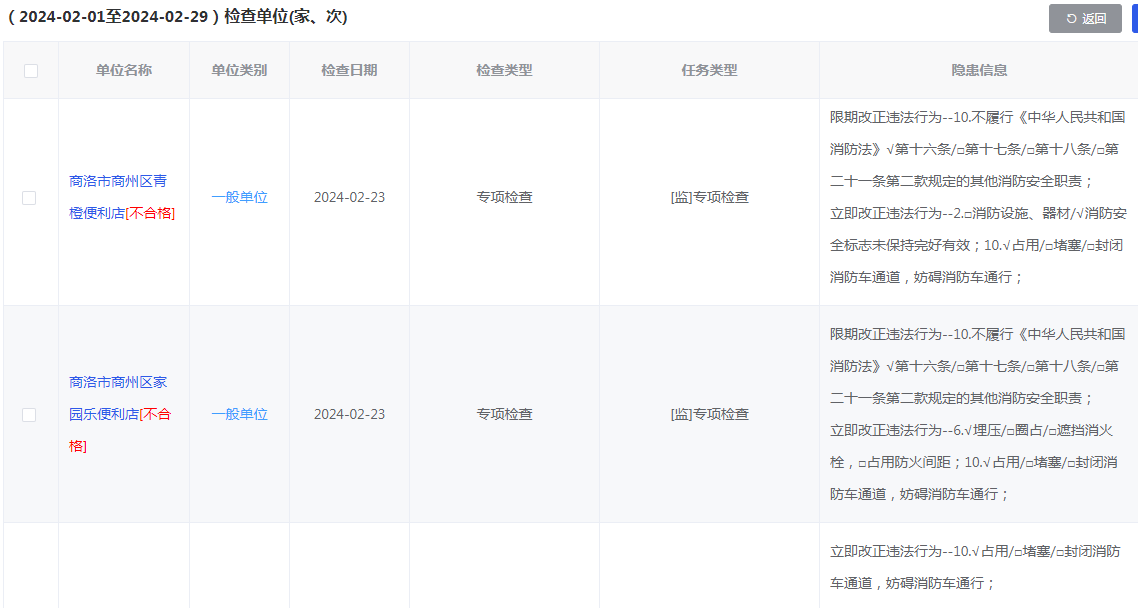 （2024-02-01至2024-02-29）检查单位(家、次)
返回
单位名称 单位类别 检查日期 检查类型 任务类型 隐患信息
商洛市商州区青
橙便利店[不合格]
一般单位
2024-02-23
专项检查
[监]专项检查
限期改正违法行为--10.不履行《中华人民共和国
消防法》√第十六条/□第十七条/□第十八条/□第
二十一条第二款规定的其他消防安全职责；
立即改正违法行为--2.□消防设施、器材/√消防安
全标志未保持完好有效；10.√占用/□堵塞/□封闭
消防车通道，妨碍消防车通行；
商洛市商州区家
园乐便利店[不合
格]
一般单位
2024-02-23
专项检查
[监]专项检查
限期改正违法行为--10.不履行《中华人民共和国
消防法》√第十六条/□第十七条/□第十八条/□第
二十一条第二款规定的其他消防安全职责；
立即改正违法行为--6.√埋压/□圈占/□遮挡消火
栓，□占用防火间距；10.√占用/□堵塞/□封闭消
防车通道，妨碍消防车通行；
立即改正违法行为--10.√占用/□堵塞/□封闭消防
车通道，妨碍消防车通行；